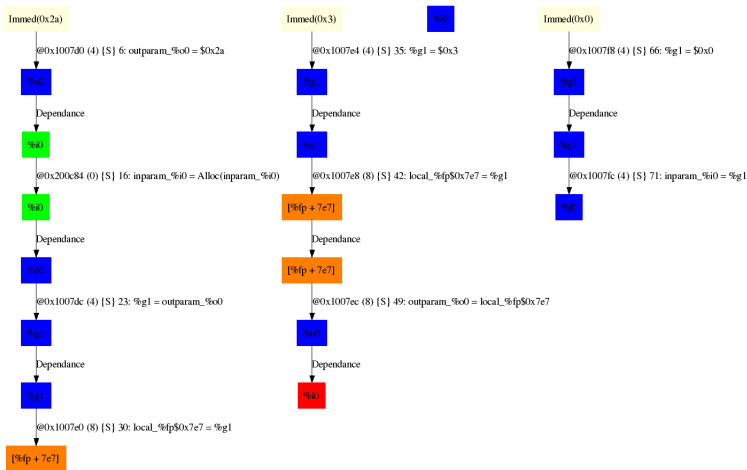 Immed(0x2a)
@0x1007d0 (4) {S} 6: outparam_%o0 = $0x2a
%o0
Dependance
%i0
@0x200c84 (0) {S} 16: inparam_%i0 = Alloc(inparam_%i0)
%i0
Dependance
%o0
@0x1007dc (4) {S} 23: %g1 = outparam_%o0
%g1
Dependance
%g1
@0x1007e0 (8) {S} 30: local_%fp$0x7e7 = %g1
[%fp + 7e7]
Immed(0x3)
@0x1007e4 (4) {S} 35: %g1 = $0x3
%g1
Dependance
%g1
@0x1007e8 (8) {S} 42: local_%fp$0x7e7 = %g1
[%fp + 7e7]
Dependance
[%fp + 7e7]
@0x1007ec (8) {S} 49: outparam_%o0 = local_%fp$0x7e7
%o0
Dependance
%i0
%i0
Immed(0x0)
@0x1007f8 (4) {S} 66: %g1 = $0x0
%g1
Dependance
%g1
@0x1007fc (4) {S} 71: inparam_%i0 = %g1
%i0